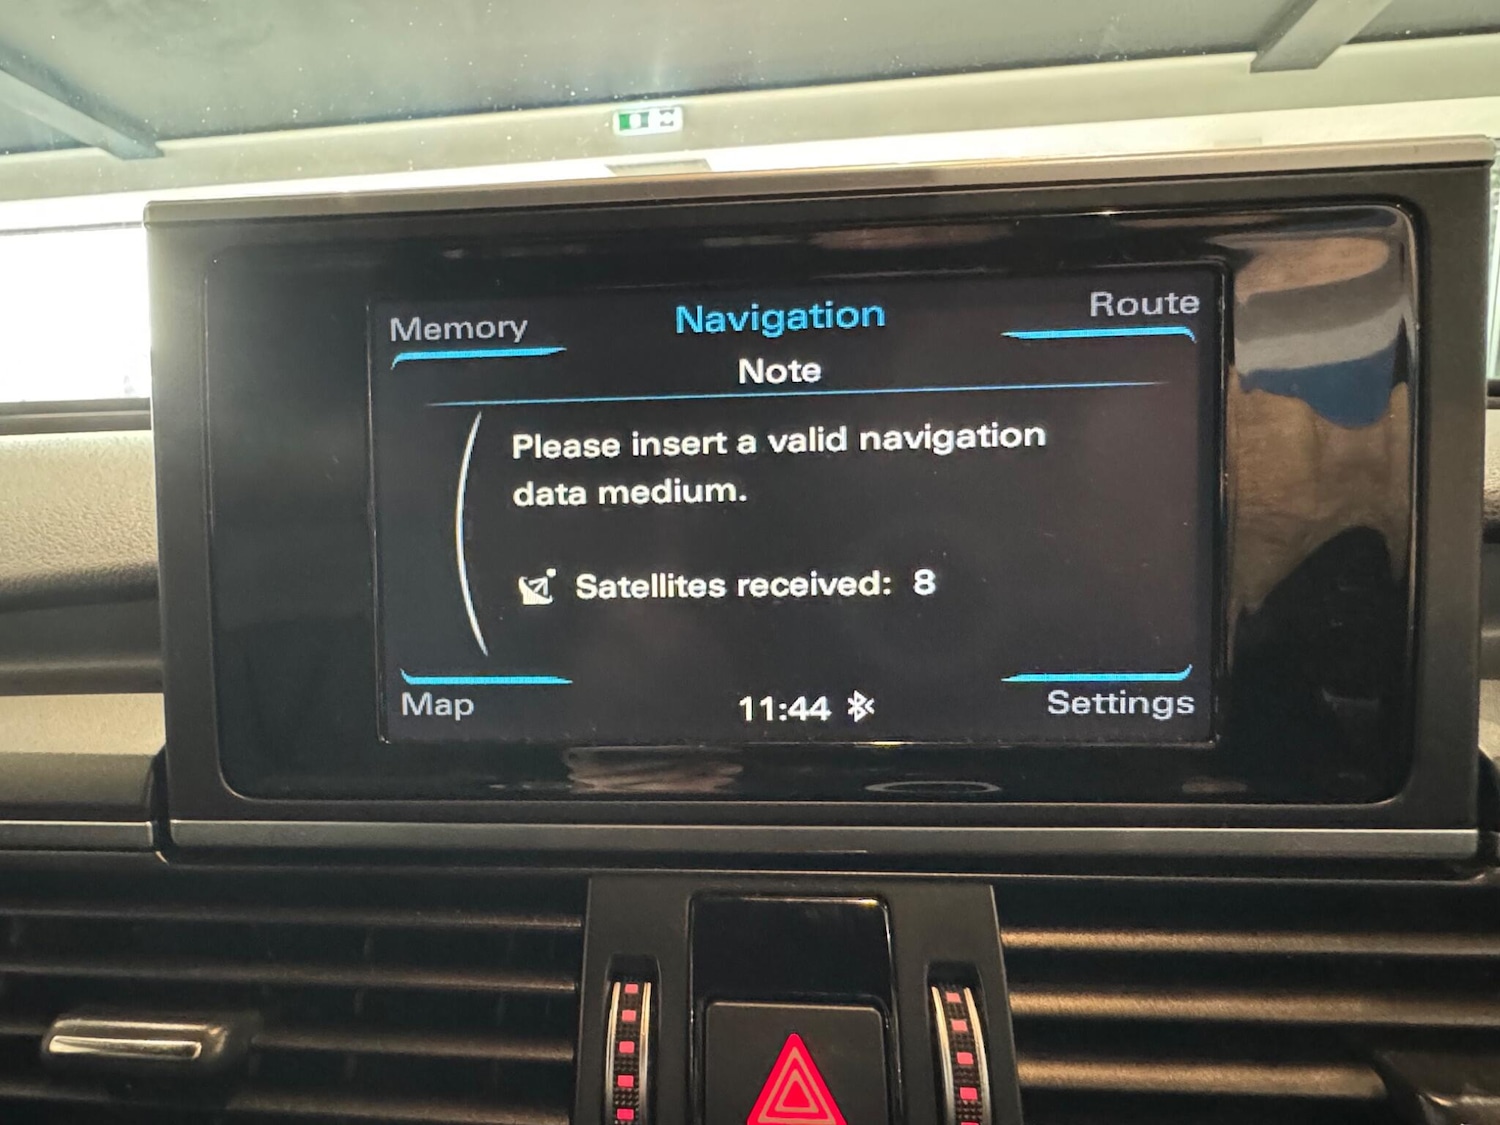 Memory
Navigation
Route
Note
Please insert a valid navigation
data medium.
Satellites received: 8
Map
11:44
Settings